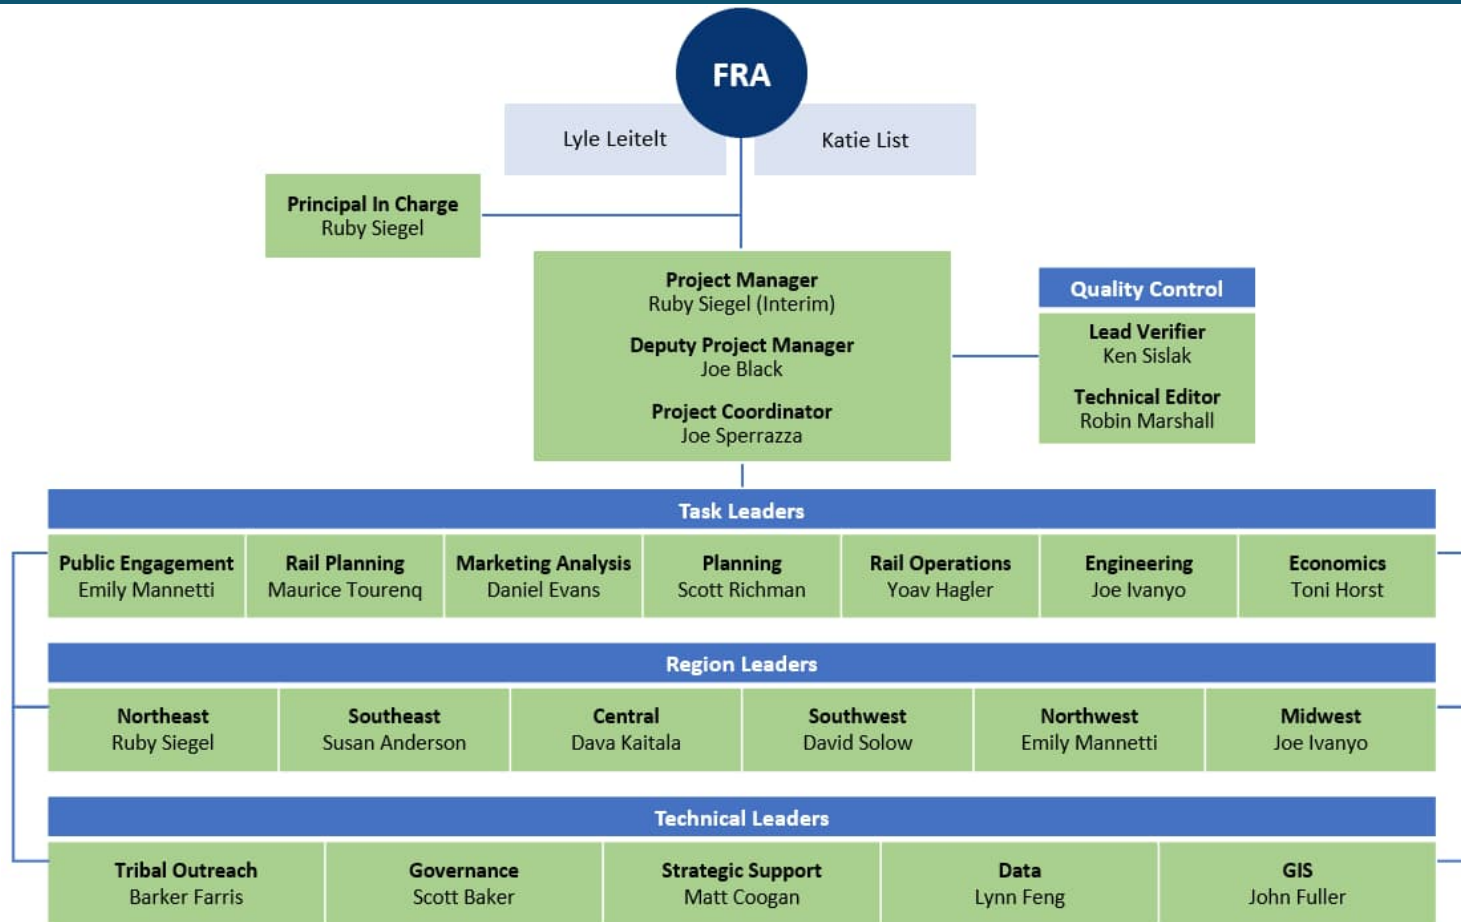 FRA
Lyle Leitelt
Katie List
Principal In Charge
Ruby Siegel
Project Manager
Ruby Siegel (Interim)
Deputy Project Manager
Joe Black
Project Coordinator
Joe Sperrazza
Quality Control
Lead Verifier
Ken Sislak
Technical Editor
Robin Marshall
Task Leaders
Public Engagement
Emily Mannetti
Rail Planning
Maurice Tourenq
Marketing Analysis
Daniel Evans
Planning
Scott Richman
Rail Operations
Yoav Hagler
Engineering
Joe Ivanyo
Economics
Toni Horst
Region Leaders
Northeast
Ruby Siegel
Southeast
Susan Anderson
Central
Dava Kaitala
Southwest
David Solow
Northwest
Emily Mannetti
Midwest
Joe Ivanyo
Technical Leaders
Tribal Outreach
Barker Farris
Governance
Scott Baker
Strategic Support
Matt Coogan
Data
Lynn Feng
GIS
John Fuller